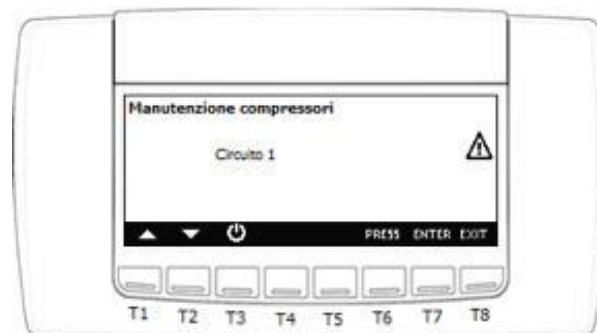 Manutenzione compressori
Circuito 1
PRESS ENTER EXIT
T1 T2 T3 T4 T5 T6 T7 T8